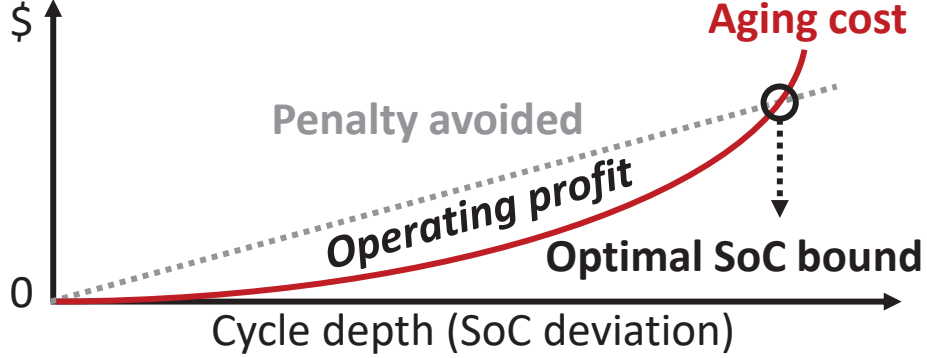 $
Aging cost
Penalty avoided
Operating profit
Optimal SoC bound
0
Cycle depth (SoC deviation)